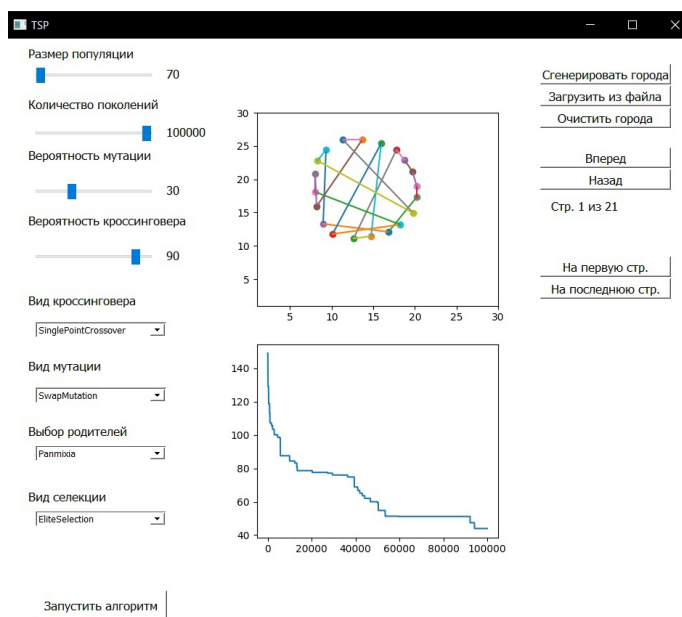 TSP
Размер популяции
70
Количество поколений
100000
Вероятность мутации
30
Вероятность кроссинговера
90
Вид кроссинговера
SinglePointCrossover
Вид мутации
SwapMutation
Выбор родителей
Panmixia
Вид селекции
EliteSelection
Запустить алгоритм
30
25
20
15
10
5
5 10 15 20 25 30
140
120
100
80
60
40
0 20000 40000 60000 80000 100000
Сгенерировать города
Загрузить из файла
Очистить города
Вперед
Назад
Стр. 1 из 21
На первую стр.
На последнюю стр.